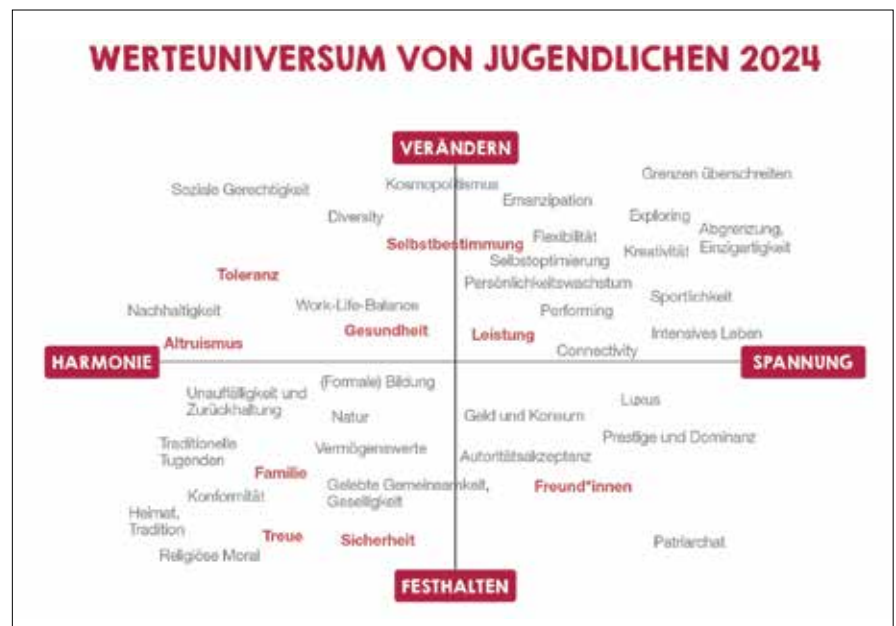 WERTEUNIVERSUM VON JUGENDLICHEN 2024
VERÄNDERN
Grenzen überschreiten
Soziale Gerechtigkeit
Kosmopolitismus
Emanzipation
Diversity
Exploring
Abgrenzung,
Einzigartigkeit
Selbstbestimmung
Flexibilität
Kreativität
Selbstoptimierung
Toleranz
Persönlichkeitswachstum
Nachhaltigkeit
Work-Life-Balance
Performing
Sportlichkeit
Altruismus
Gesundheit
Leistung
Intensives Leben
Connectivity
HARMONIE
SPANNUNG
(Formale) Bildung
Unauffälligkeit und
Zurückhaltung
Natur
Geld und Konsum
Luxus
Traditionelle
Tugenden
Vermögenswerte
Autoritätsakzeptanz
Prestige und Dominanz
Familie
Gelebte Gemeinsamkeit,
Geselligkeit
Freund*innen
Konformität
Heimat,
Tradition
Treue
Sicherheit
Patriarchat
Religiöse Moral
FESTHALTEN